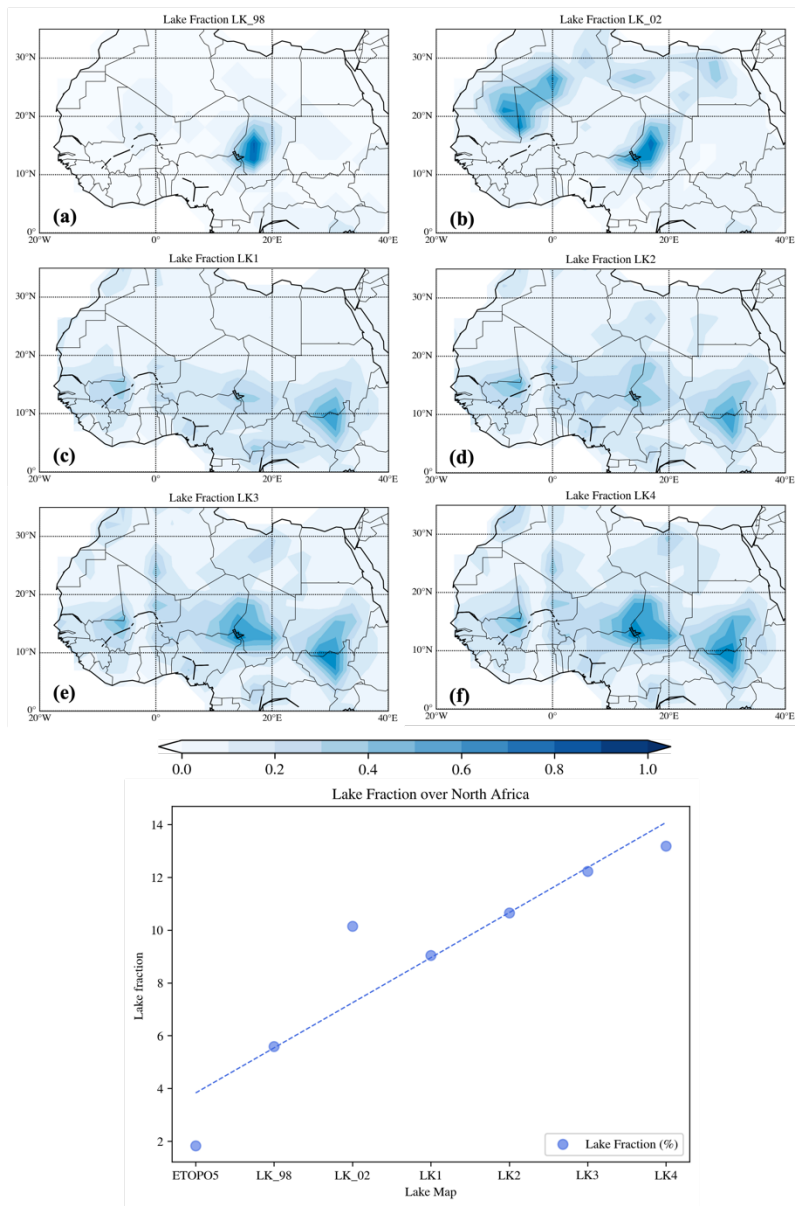 Lake Fraction LK_98
30°N
20°N
10°N
0°
20°W
0°
20°E
40°E
(a)
Lake Fraction LK_02
30°N
20°N
10°N
0°
20°W
0°
20°E
40°E
(b)
Lake Fraction LK1
30°N
20°N
10°N
0°
20°W
0°
20°E
40°E
(c)
Lake Fraction LK2
30°N
20°N
10°N
0°
20°W
0°
20°E
40°E
(d)
Lake Fraction LK3
30°N
20°N
10°N
0°
20°W
0°
20°E
40°E
(e)
Lake Fraction LK4
30°N
20°N
10°N
0°
20°W
0°
20°E
40°E
(f)
0.0 0.2 0.4 0.6 0.8 1.0
Lake Fraction over North Africa
Lake fraction
14
12
10
8
6
4
2
Lake Fraction (%)
ETOPO5 LK_98 LK_02 LK1 LK2 LK3 LK4
Lake Map